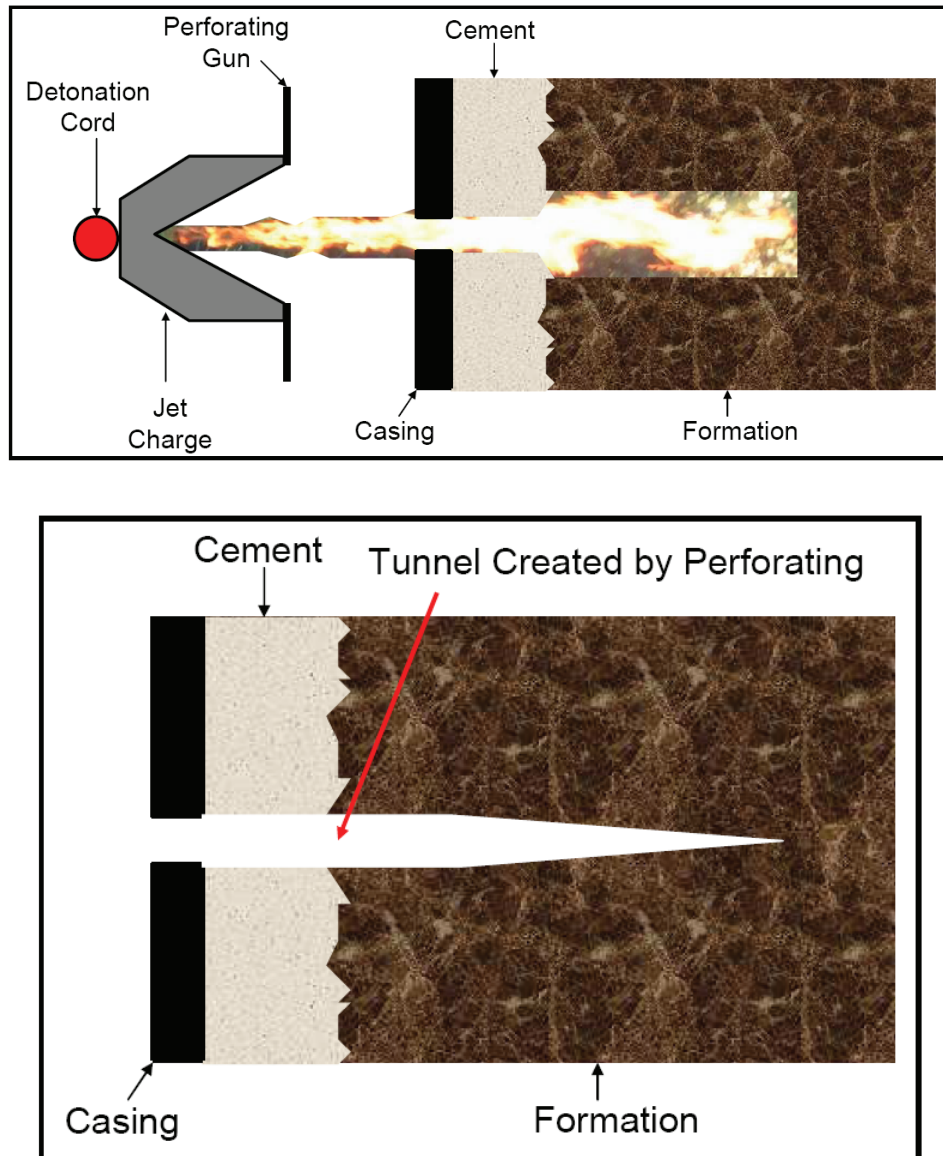 Perforating
Gun
Cement
Detonation
Cord
Jet
Charge
Casing
Formation
Cement
Tunnel Created by Perforating
Casing
Formation